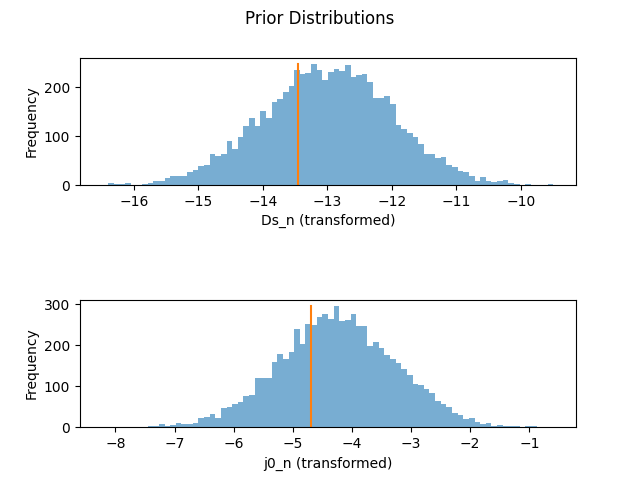 Prior Distributions
Frequency
200
100
0
−16 −15 −14 −13 −12 −11 −10
Ds_n (transformed)
Frequency
300
200
100
0
−8 −7 −6 −5 −4 −3 −2 −1
j0_n (transformed)